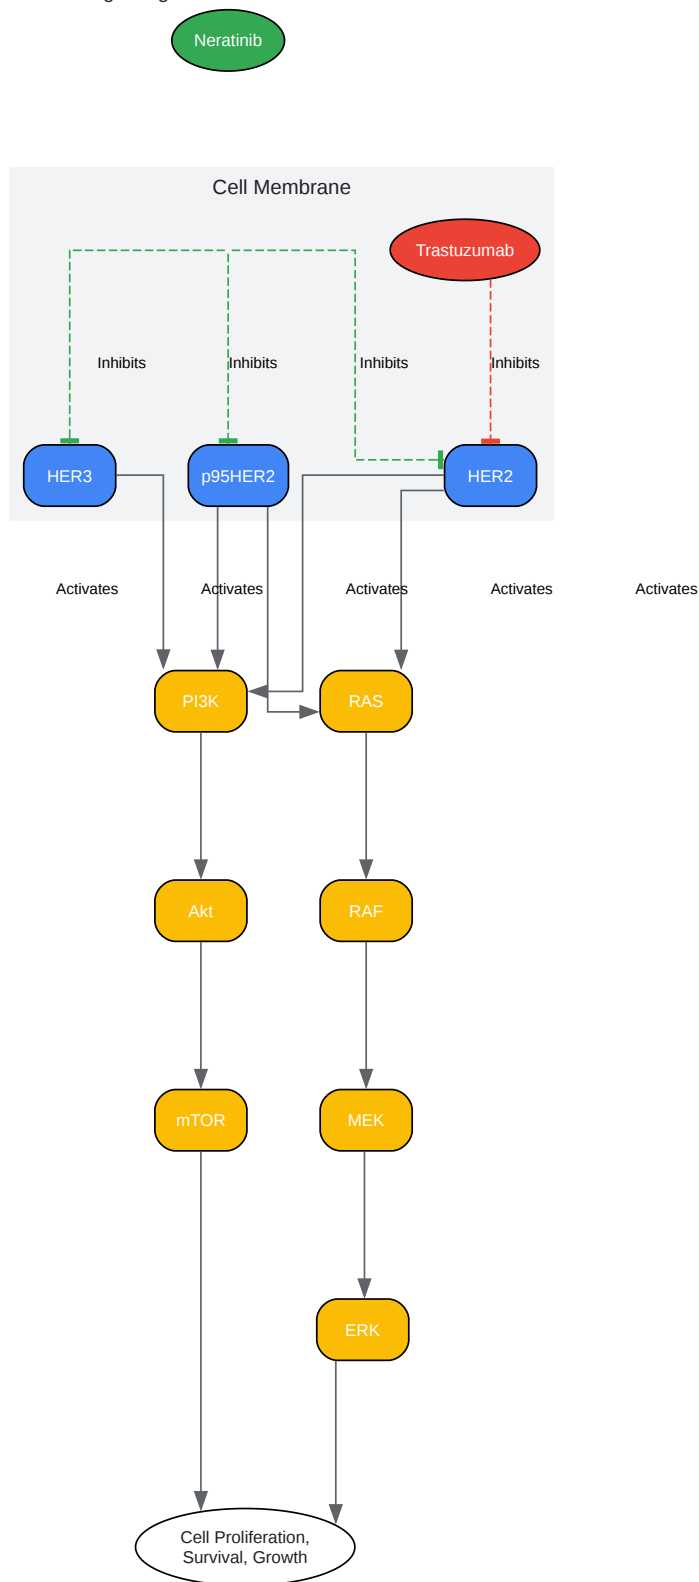 Neratinib
Cell Membrane
Trastuzumab
Inhibits
Inhibits
Inhibits
Inhibits
HER3
p95HER2
HER2
Activates
Activates
Activates
Activates
Activates
PI3K
RAS
Akt
RAF
mTOR
MEK
ERK
Cell Proliferation,
Survival, Growth